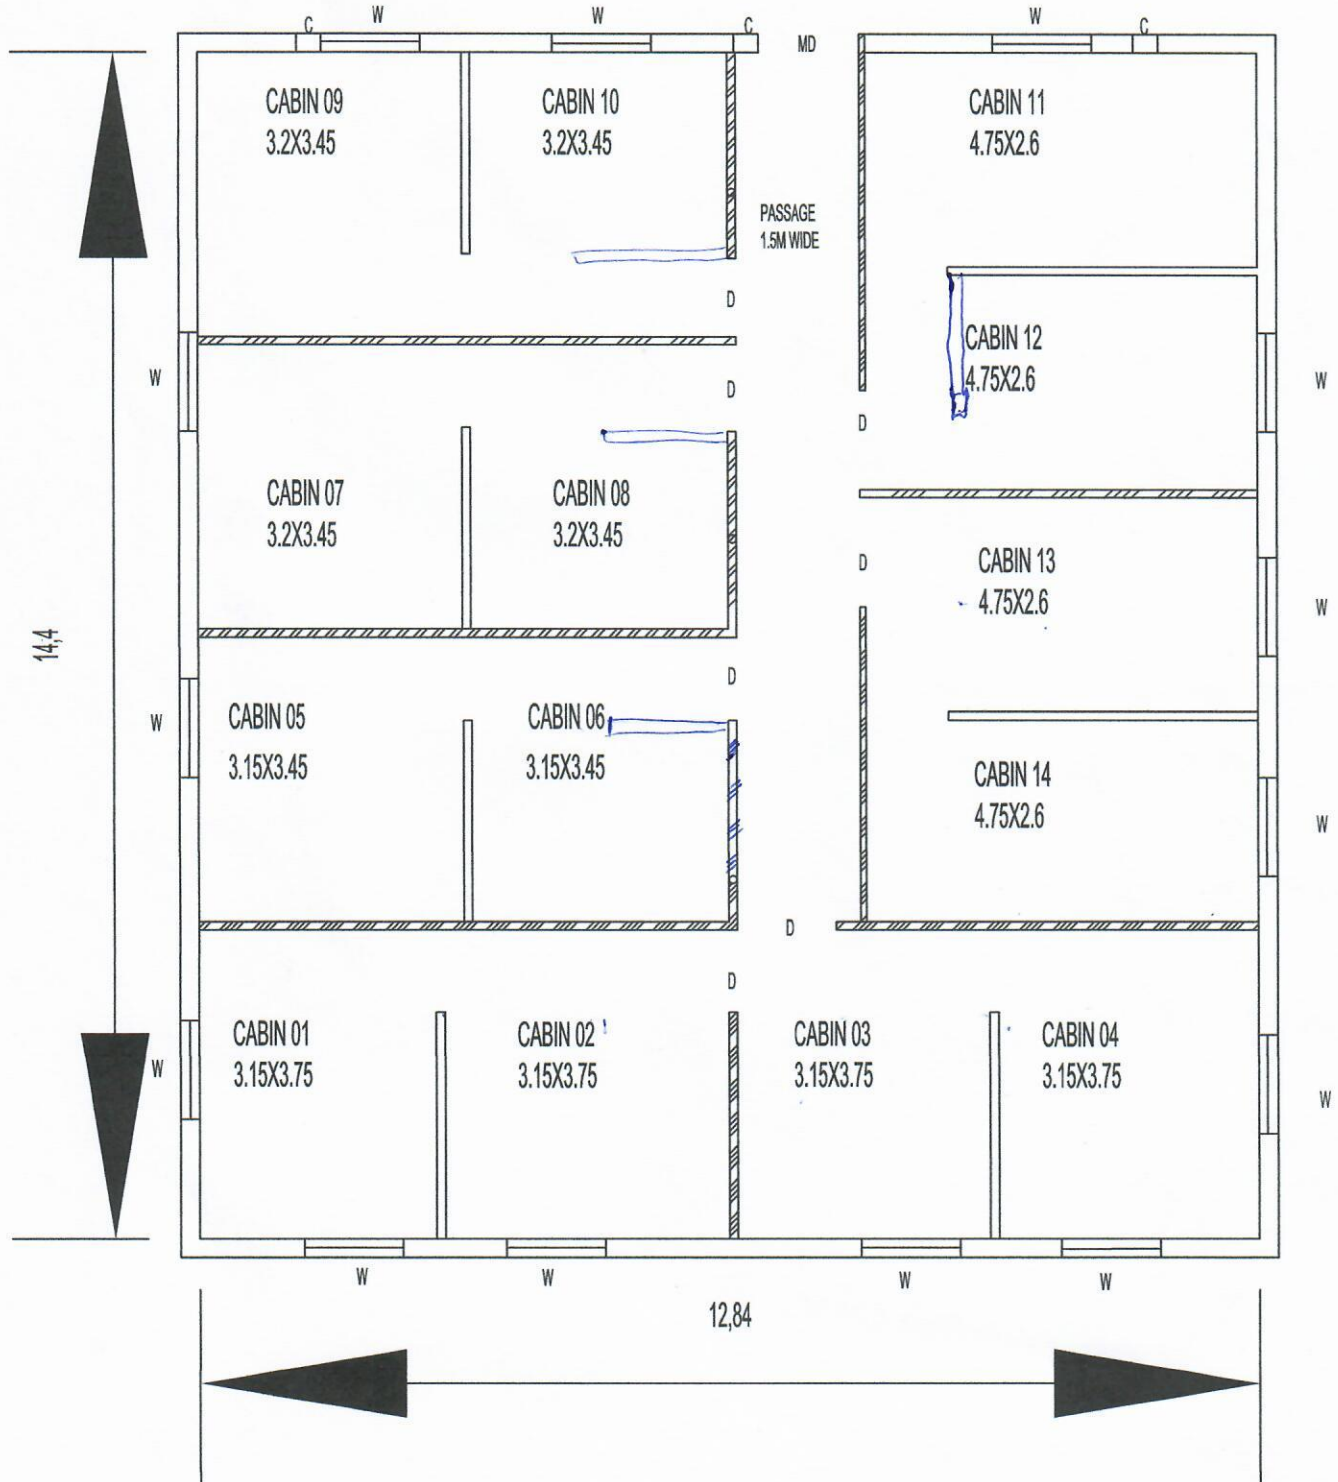 C
W
W
C
MD
W
C
CABIN 09
3.2X3.45
CABIN 10
3.2X3.45
CABIN 11
4.75X2.6
PASSAGE
1.5M WIDE
D
CABIN 12
4.75X2.6
W
W
D
D
CABIN 07
3.2X3.45
CABIN 08
3.2X3.45
D
CABIN 13
4.75X2.6
W
14,4
D
CABIN 05
3.15X3.45
CABIN 06
3.15X3.45
W
CABIN 14
4.75X2.6
W
D
D
CABIN 01
3.15X3.75
CABIN 02
3.15X3.75
CABIN 03
3.15X3.75
CABIN 04
3.15X3.75
W
W
W
W
W
W
12,84